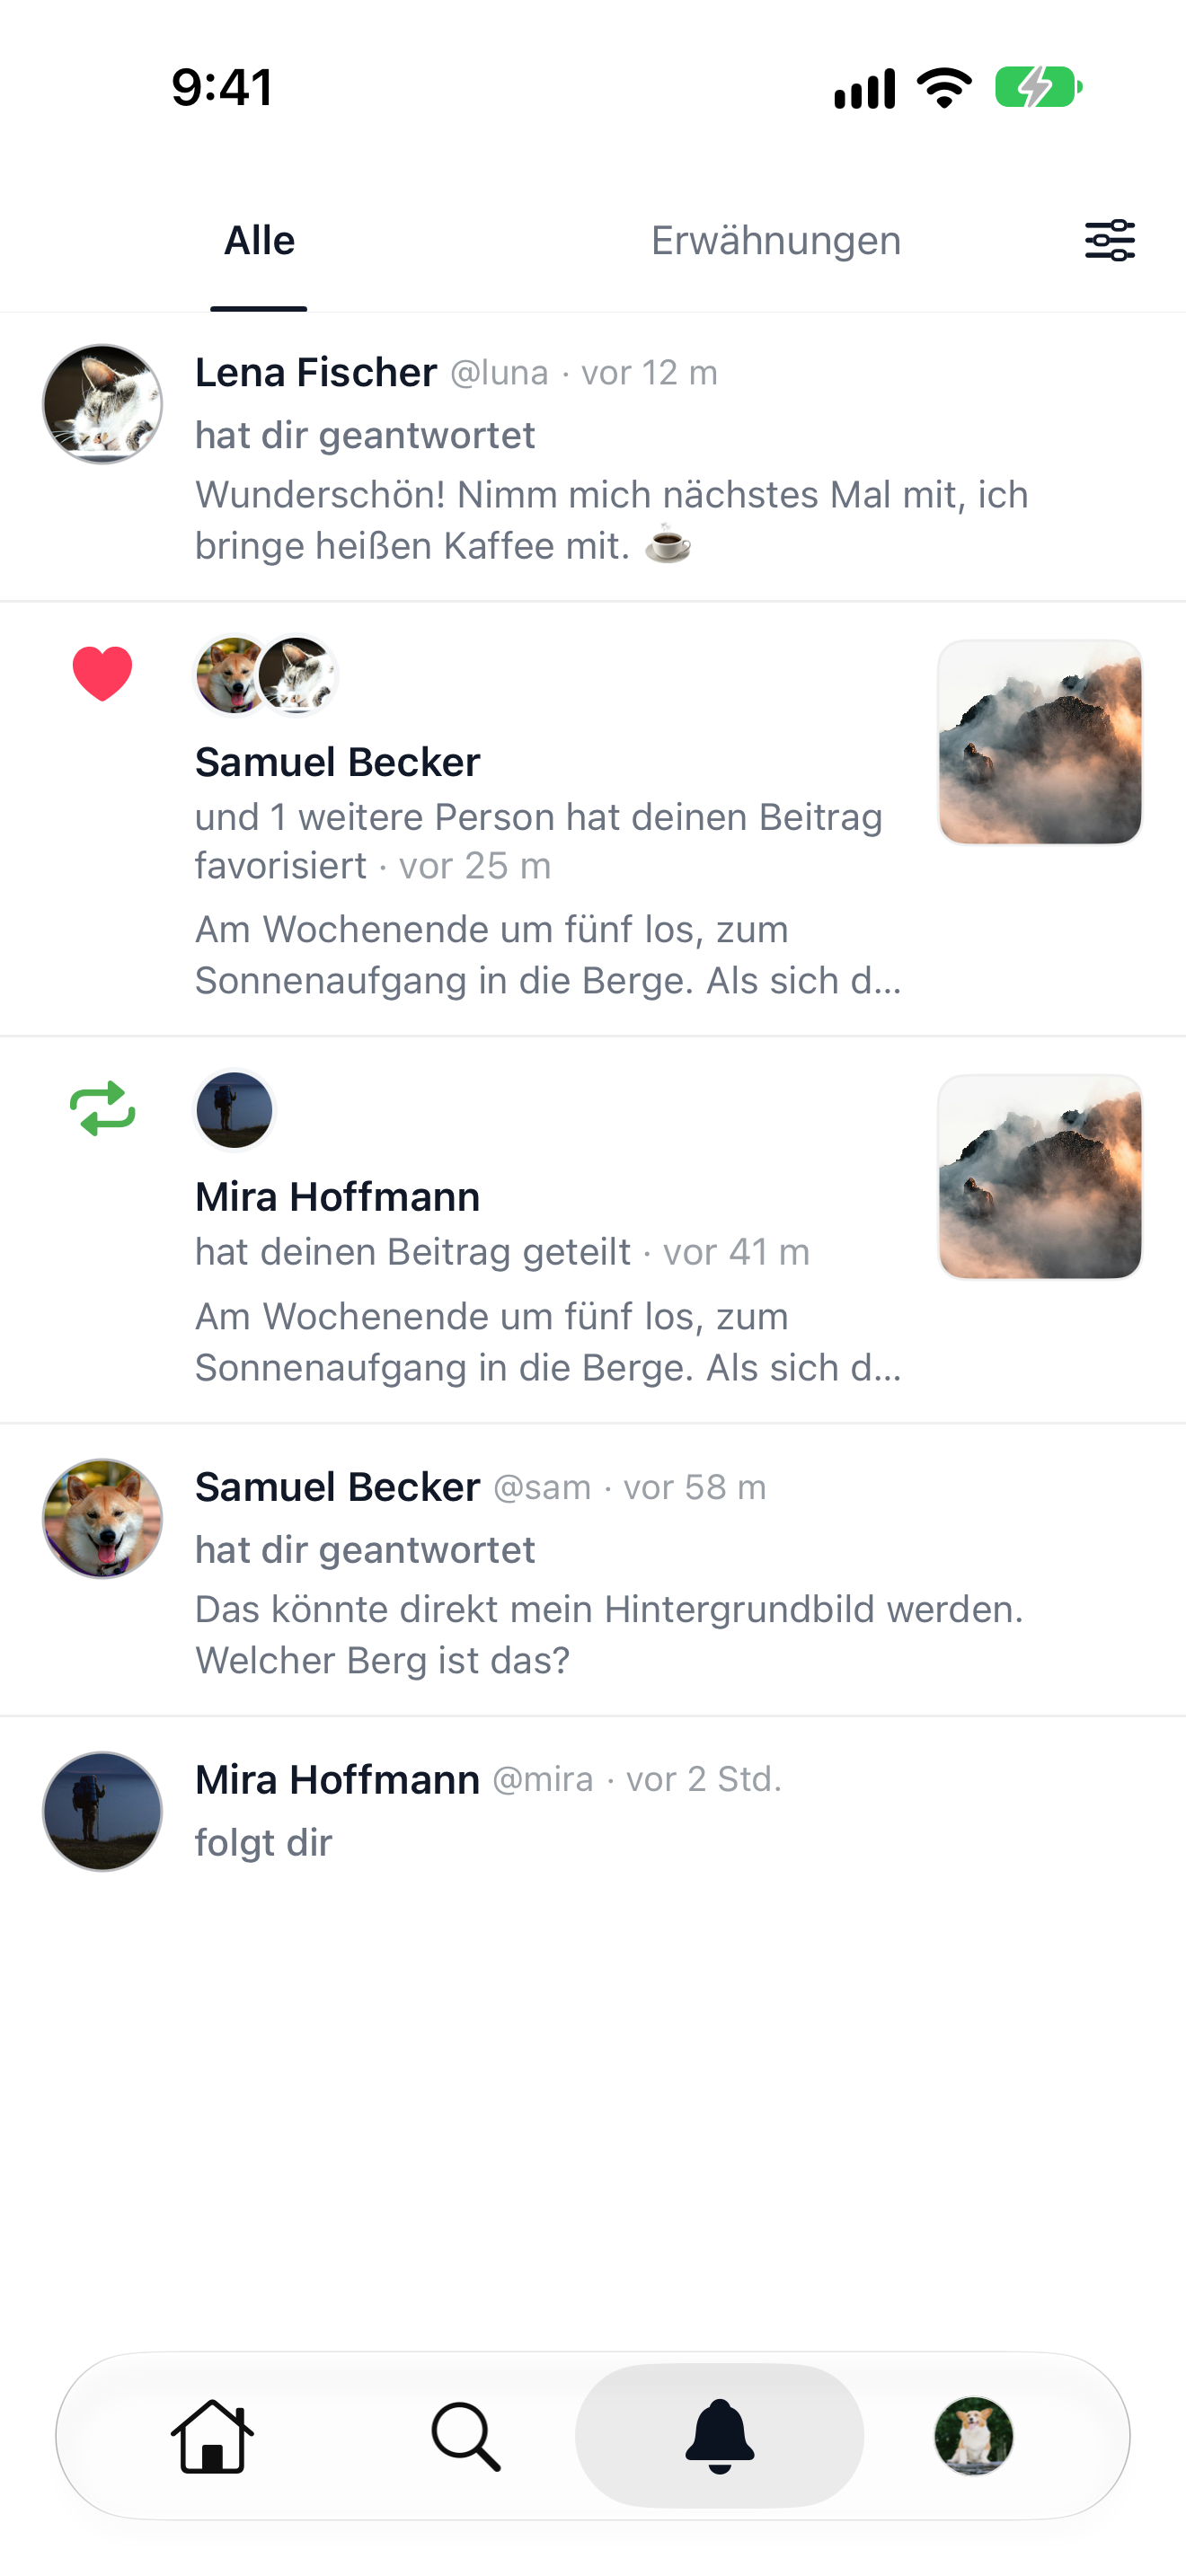 9:41
Alle
Erwähnungen
Lena Fischer @luna · vor 12 m
hat dir geantwortet
Wunderschön! Nimm mich nächstes Mal mit, ich
bringe heißen Kaffee mit. ☕
Samuel Becker
und 1 weitere Person hat deinen Beitrag
favorisiert · vor 25 m
Am Wochenende um fünf los, zum
Sonnenaufgang in die Berge. Als sich d...
Mira Hoffmann
hat deinen Beitrag geteilt · vor 41 m
Am Wochenende um fünf los, zum
Sonnenaufgang in die Berge. Als sich d...
Samuel Becker @sam · vor 58 m
hat dir geantwortet
Das könnte direkt mein Hintergrundbild werden.
Welcher Berg ist das?
Mira Hoffmann @mira · vor 2 Std.
folgt dir